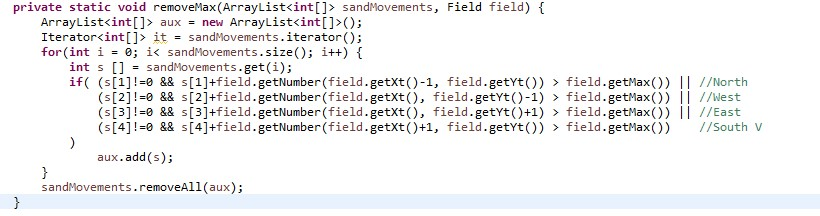 private static void removeMax(ArrayList<int[]> sandMovements, Field field) {
ArrayList<int[]> aux = new ArrayList<int[]>();
Iterator<int[]> it = sandMovements.iterator();
for(int i = 0; i< sandMovements.size(); i++) {
int s [] = sandMovements.get(i);
if( (s[1]!=0 && s[1]+field.getNumber(field.getXt()-1, field.getYt()) > field.getMax()) || //North
(s[2]!=0 && s[2]+field.getNumber(field.getXt(), field.getYt()-1) > field.getMax()) || //West
(s[3]!=0 && s[3]+field.getNumber(field.getXt(), field.getYt()+1) > field.getMax()) || //East
(s[4]!=0 && s[4]+field.getNumber(field.getXt()+1, field.getYt()) > field.getMax()) //South V
)
aux.add(s);
}
sandMovements.removeAll(aux);
}